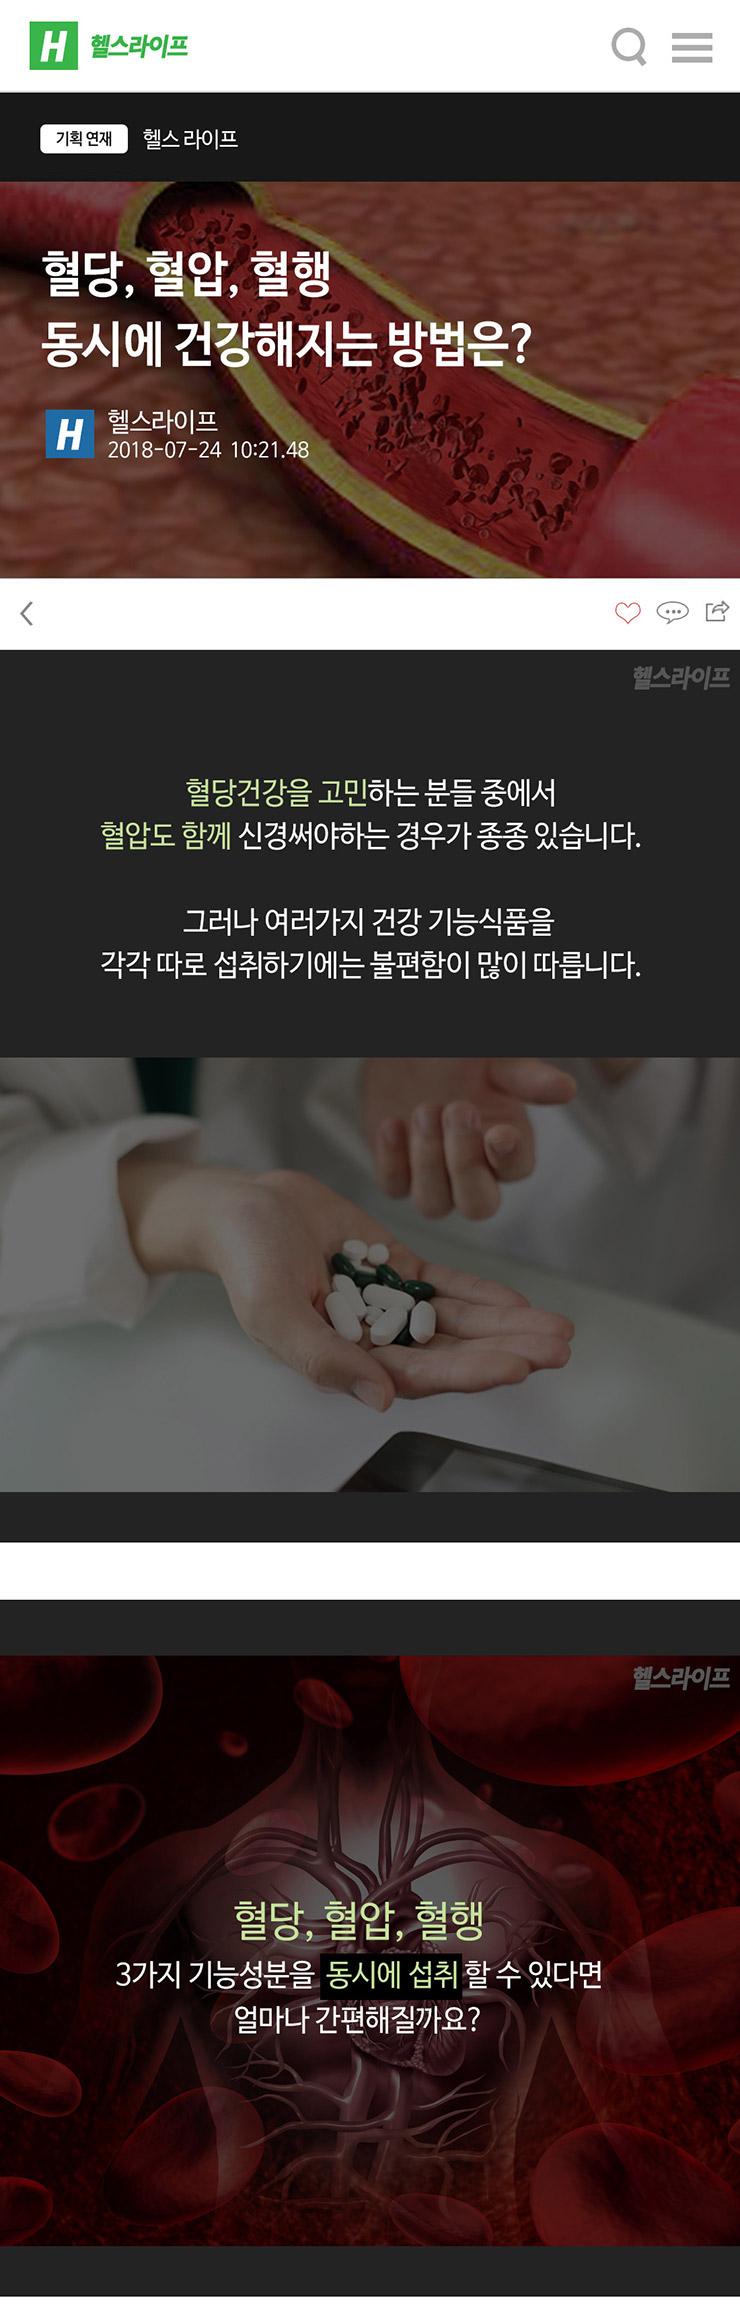 H 헬스라이프
기획 연재 헬스 라이프
혈당, 혈압, 혈행
동시에 건강해지는 방법은?
H 헬스라이프
2018-07-24 10:21.48
헬스라이프
혈당건강을 고민하는 분들 중에서
혈압도 함께 신경써야하는 경우가 종종 있습니다.
그러나 여러가지 건강 기능식품을
각각 따로 섭취하기에는 불편함이 많이 따릅니다.
헬스라이프
혈당, 혈압, 혈행
3가지 기능성분을 동시에 섭취 할 수 있다면
얼마나 간편해질까요?